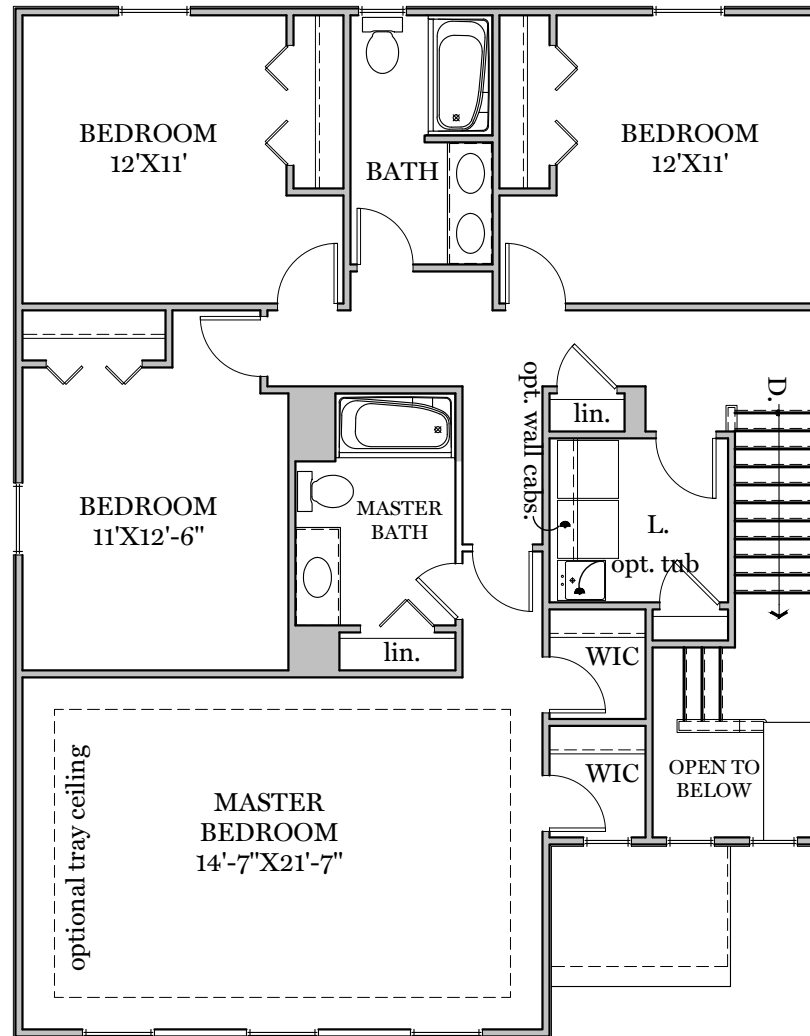 BEDROOM
12'X11'
BATH
BEDROOM
12'X11'
D.
opt. wall cabs.
lin.
BEDROOM
11'X12'-6"
MASTER
BATH
L.
opt. tub
lin.
WIC
WIC
OPEN TO
BELOW
optional tray ceiling
MASTER
BEDROOM
14'-7"X21'-7"